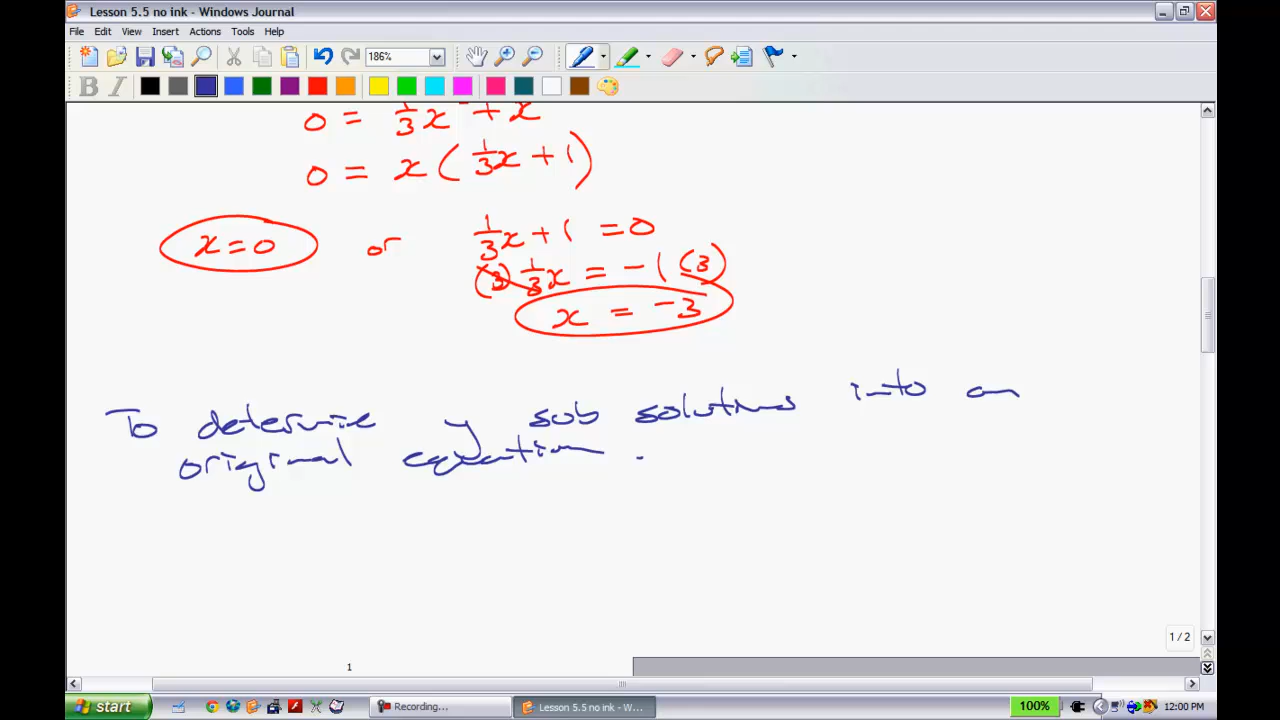 Lesson 5.5 no ink - Windows Journal
File Edit View Insert Actions Tools Help
186%
B I
0 = 1/3x² + x
0 = x(1/3x + 1)
x = 0 or 1/3x + 1 = 0
(3) 1/3x = -1 (3)
x = -3
To determine y sub solutions into an
original equation .
1 / 2
1
start Recording... Lesson 5.5 no ink - W... 100% 12:00 PM